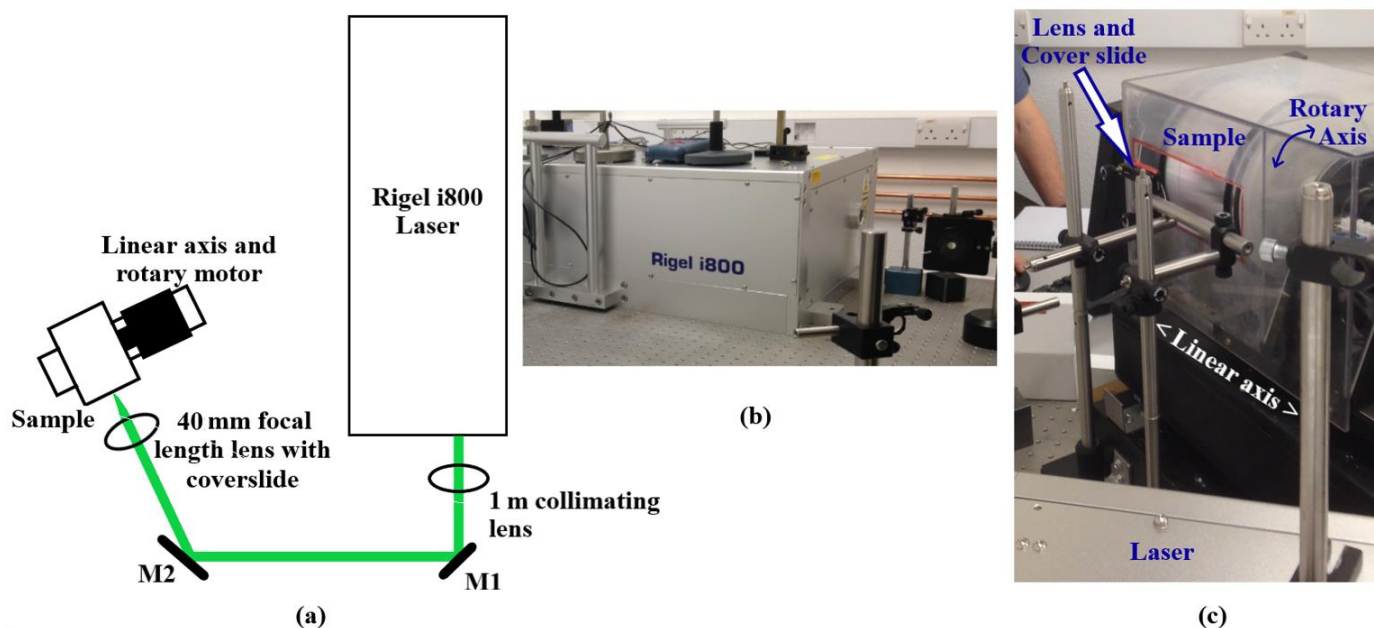 Rigel i800
Laser
Linear axis and
rotary motor
Sample
40 mm focal
length lens with
coverslide
1 m collimating
lens
M2
M1
(a)
Rigel i800
(b)
Lens and
Cover slide
Sample
Rotary
Axis
< Linear axis >
Laser
(c)